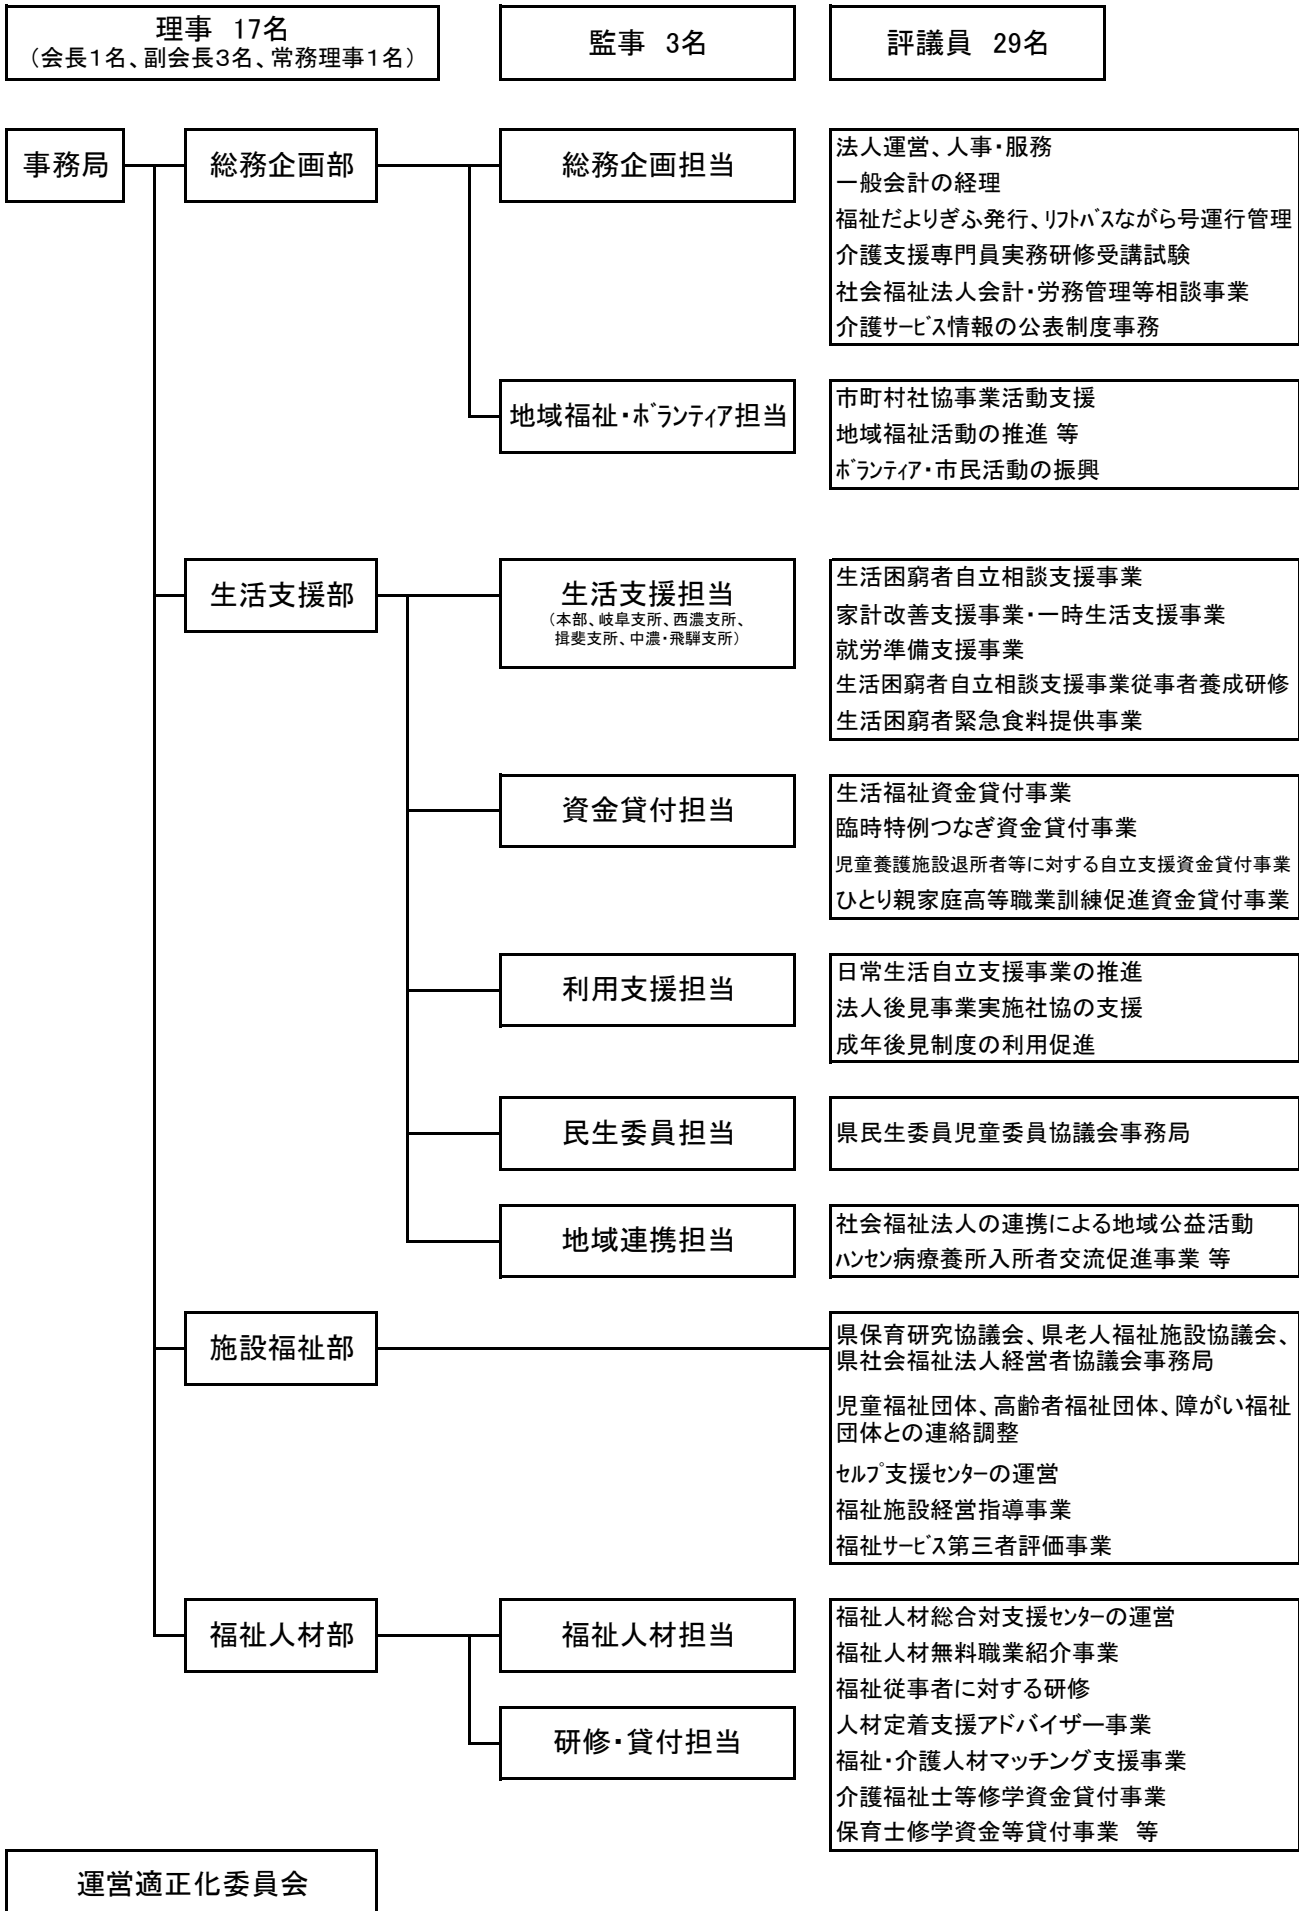 理事 17名
（会長１名、副会長３名、常務理事１名）
監事 3名
評議員 29名
事務局
総務企画部
総務企画担当
法人運営、人事・服務
一般会計の経理
福祉だよりぎふ発行、ﾘﾌﾄﾊﾞｽながら号運行管理
介護支援専門員実務研修受講試験
社会福祉法人会計・労務管理等相談事業
介護ｻｰﾋﾞｽ情報の公表制度事務
地域福祉・ﾎﾞﾗﾝﾃｨｱ担当
市町村社協事業活動支援
地域福祉活動の推進 等
ﾎﾞﾗﾝﾃｨｱ・市民活動の振興
生活支援部
生活支援担当
（本部、岐阜支所、西濃支所、
揖斐支所、中濃・飛騨支所）
生活困窮者自立相談支援事業
家計改善支援事業・一時生活支援事業
就労準備支援事業
生活困窮者自立相談支援事業従事者養成研修
生活困窮者緊急食料提供事業
資金貸付担当
生活福祉資金貸付事業
臨時特例つなぎ資金貸付事業
児童養護施設退所者等に対する自立支援資金貸付事業
ひとり親家庭高等職業訓練促進資金貸付事業
利用支援担当
日常生活自立支援事業の推進
法人後見事業実施社協の支援
成年後見制度の利用促進
民生委員担当
県民生委員児童委員協議会事務局
地域連携担当
社会福祉法人の連携による地域公益活動
ﾊﾝｾﾝ病療養所入所者交流促進事業 等
施設福祉部
県保育研究協議会、県老人福祉施設協議会、
県社会福祉法人経営者協議会事務局
児童福祉団体、高齢者福祉団体、障がい福祉
団体との連絡調整
ｾﾙﾌﾟ支援ｾﾝﾀｰの運営
福祉施設経営指導事業
福祉ｻｰﾋﾞｽ第三者評価事業
福祉人材部
福祉人材担当
研修・貸付担当
福祉人材総合対支援ｾﾝﾀｰの運営
福祉人材無料職業紹介事業
福祉従事者に対する研修
人材定着支援アドバイザー事業
福祉・介護人材マッチング支援事業
介護福祉士等修学資金貸付事業
保育士修学資金等貸付事業 等
運営適正化委員会